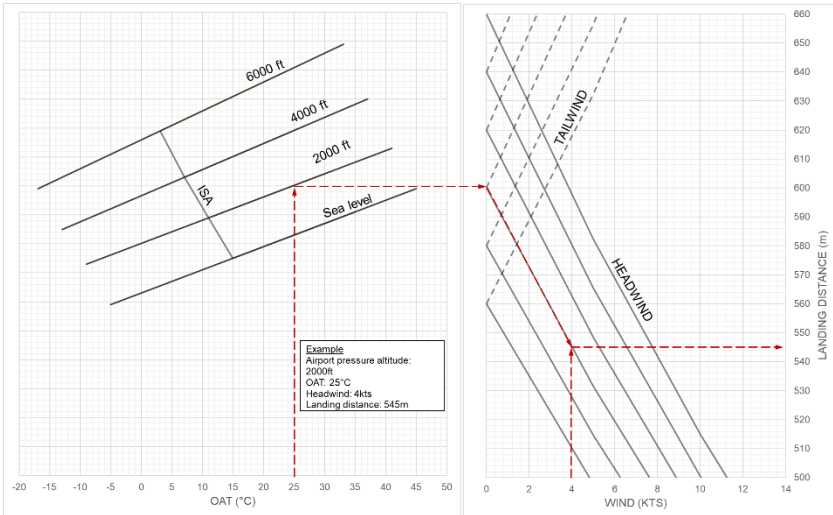 6000 ft
4000 ft
2000 ft
ISA
Sea level
Example
Airport pressure altitude:
2000ft
OAT: 25°C
Headwind: 4kts
Landing distance: 545m
-20 -15 -10 -5 0 5 10 15 20 25 30 35 40 45 50
OAT (°C)
TAILWIND
HEADWIND
660
650
640
630
620
610
600
590
580
570
560
550
540
530
520
510
500
LANDING DISTANCE (m)
0 2 4 6 8 10 12 14
WIND (KTS)